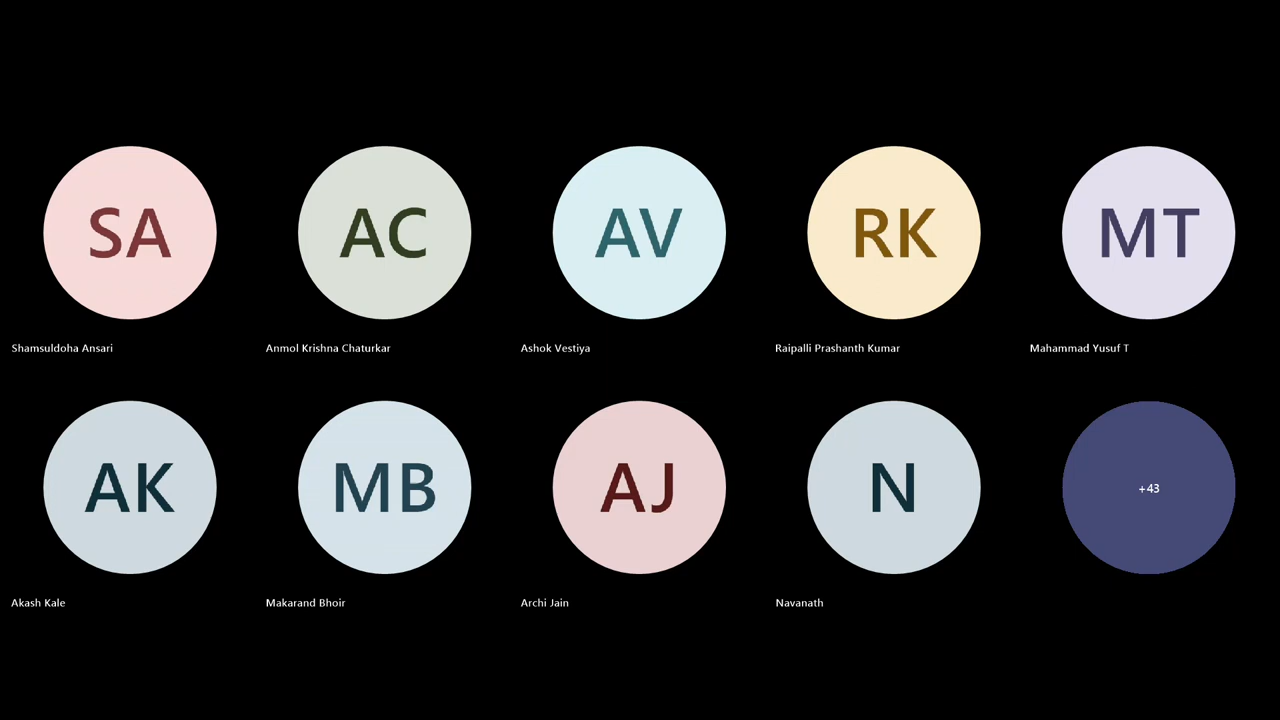 SA
AC
AV
RK
MT
Shamsuldoha Ansari
Anmol Krishna Chaturkar
Ashok Vestiya
Raipalli Prashanth Kumar
Mahammad Yusuf T
AK
MB
AJ
N
+43
Akash Kale
Makarand Bhoir
Archi Jain
Navanath